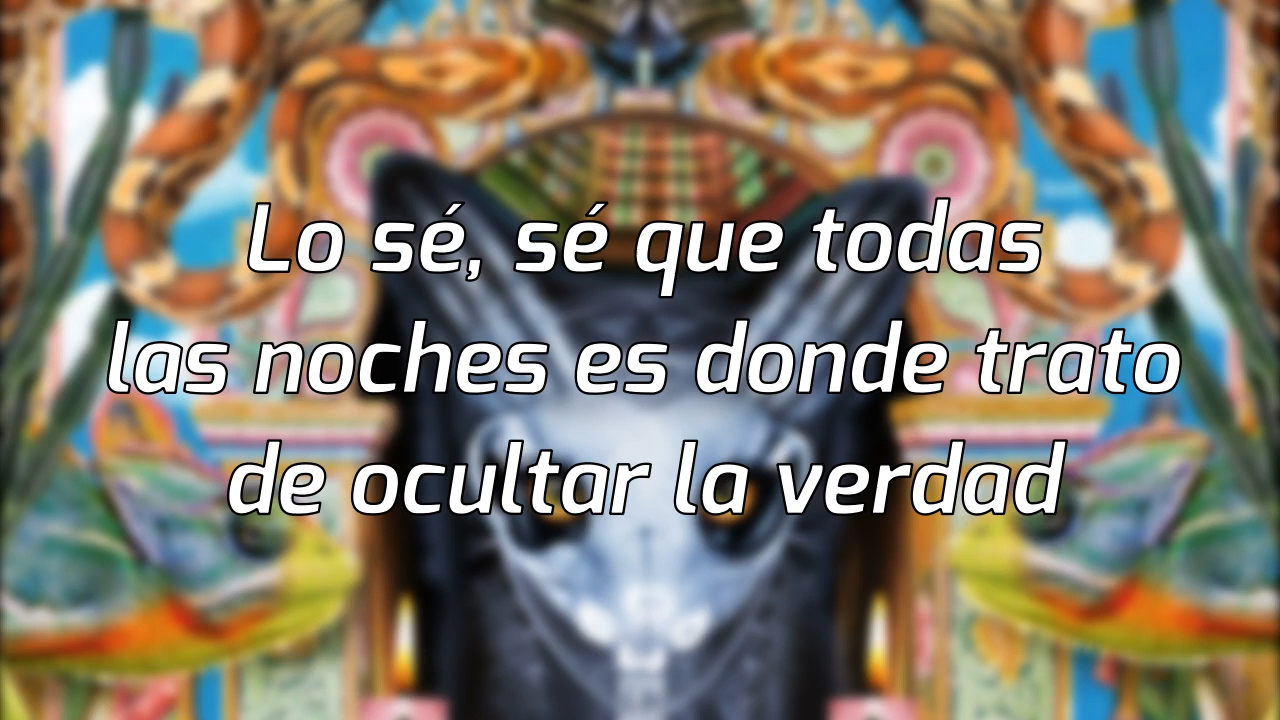 Lo sé, sé que todas
las noches es donde trato
de ocultar la verdad